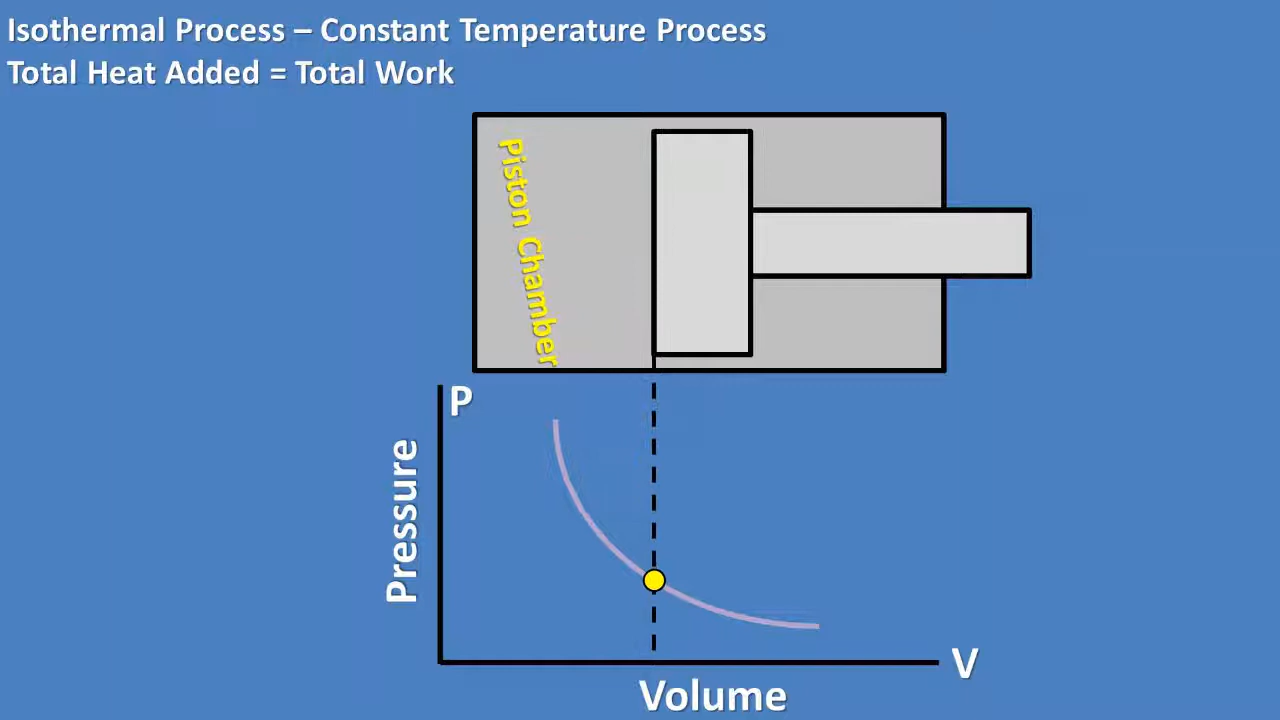 Isothermal Process – Constant Temperature Process
Total Heat Added = Total Work
Piston Chamber
P
Pressure
V
Volume